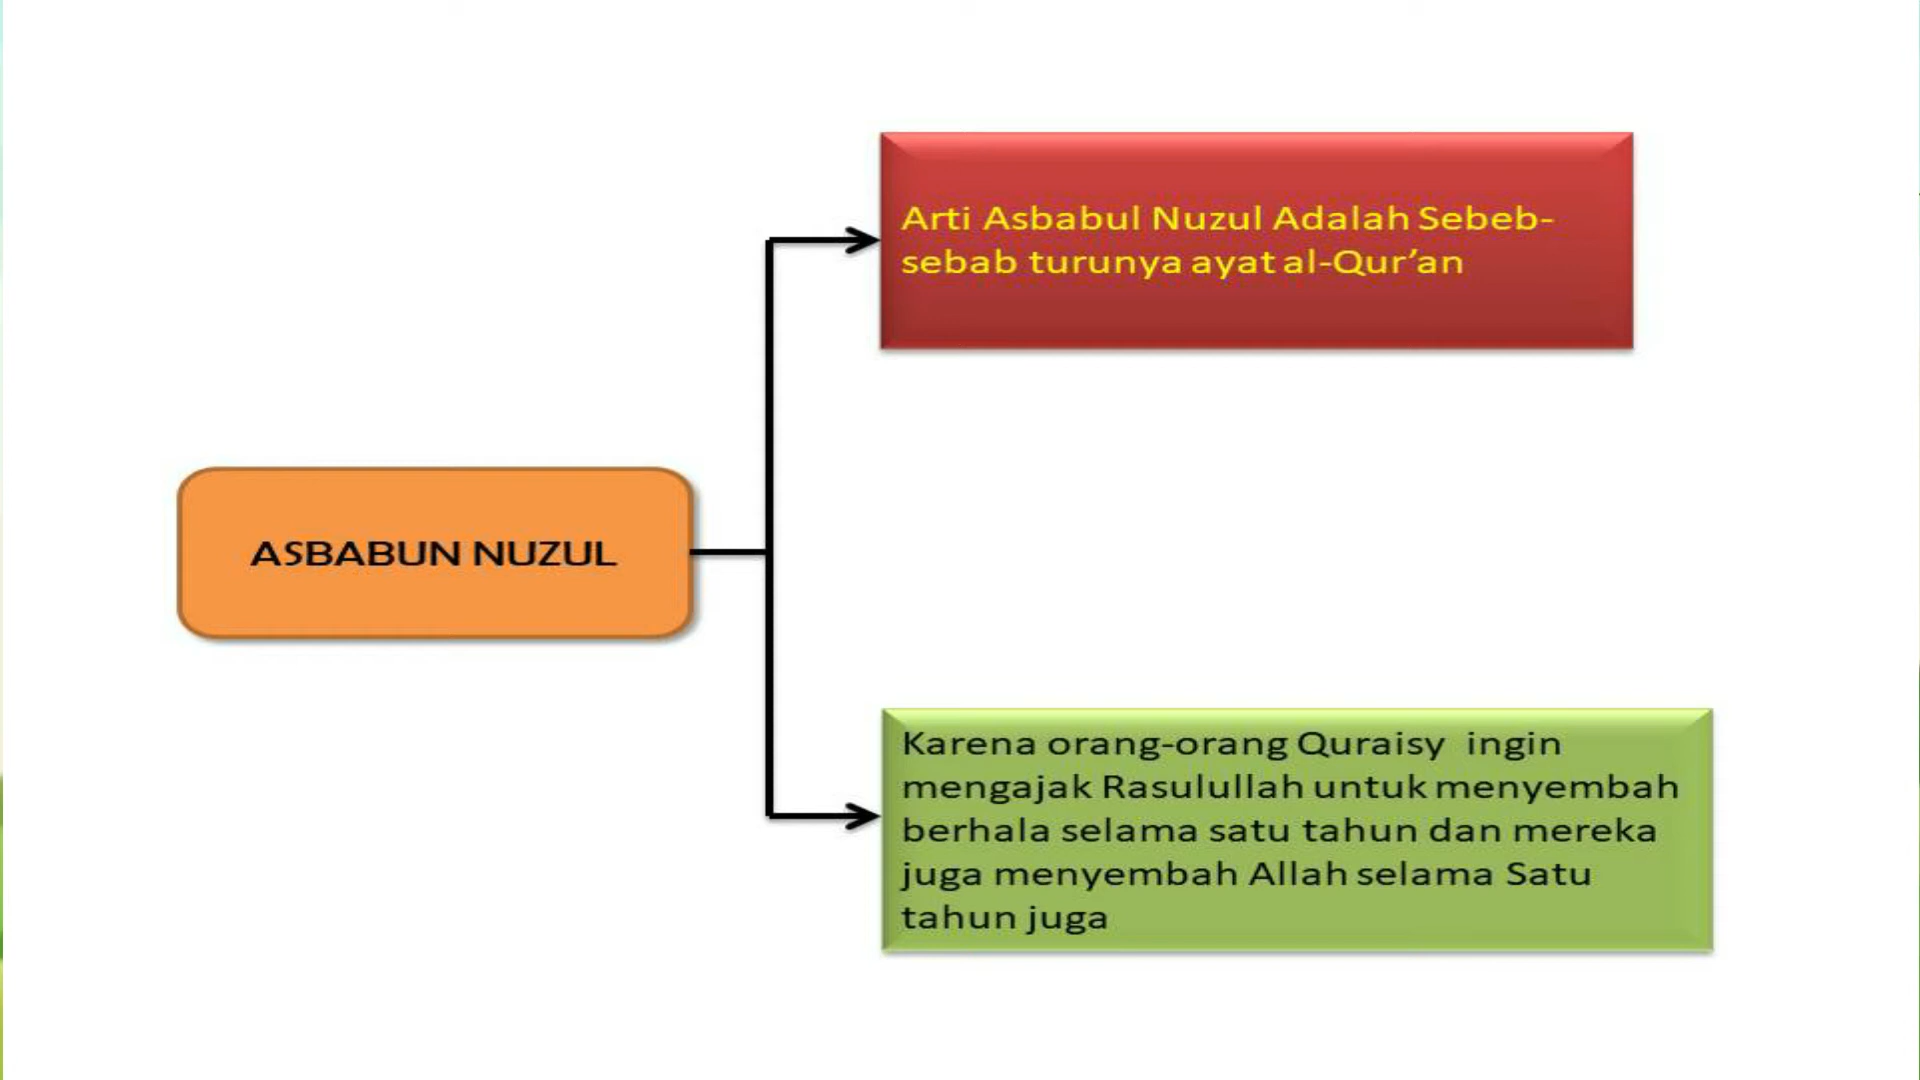 ASBABUN NUZUL
Arti Asbabul Nuzul Adalah Sebeb-
sebab turunya ayat al-Qur’an
Karena orang-orang Quraisy ingin
mengajak Rasulullah untuk menyembah
berhala selama satu tahun dan mereka
juga menyembah Allah selama Satu
tahun juga